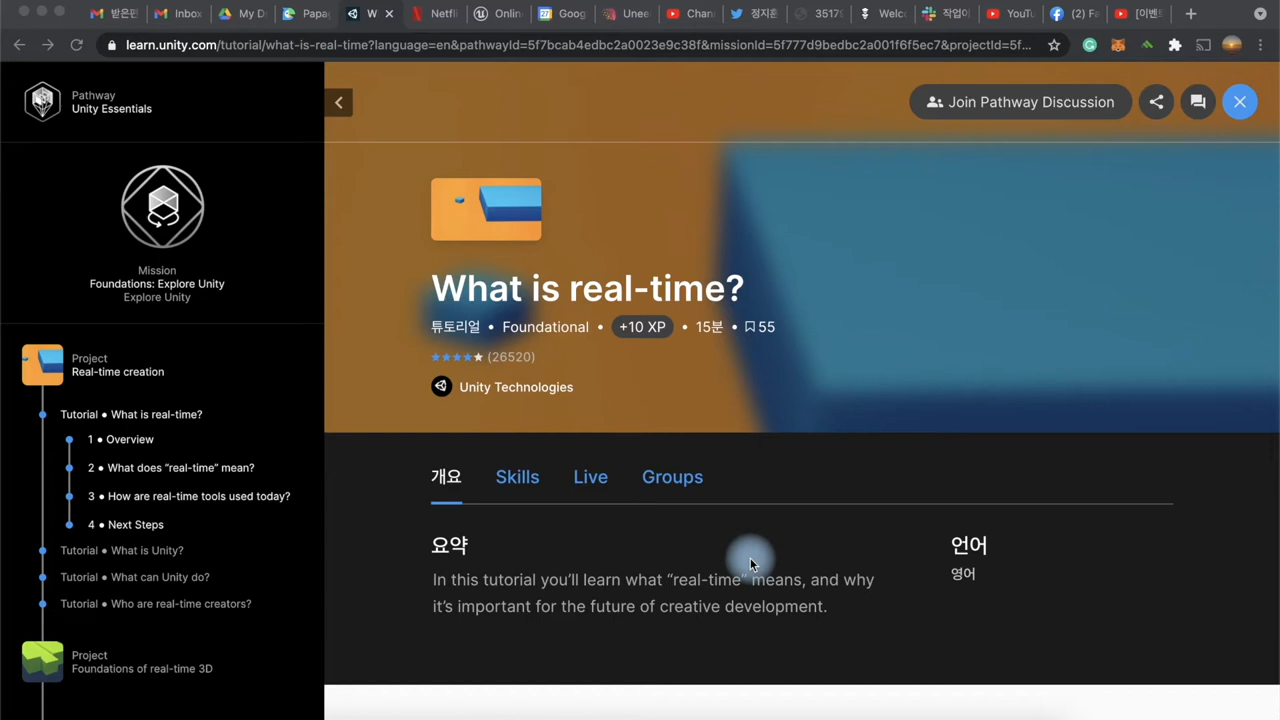 받은편
Inbox
My D
Papa
W
Netfl
Onlin
Goog
Unee
Chan
정지훈
3517
Welc
작업이
YouTu
(2) Fa
[이벤트
learn.unity.com/tutorial/what-is-real-time?language=en&pathwayId=5f7bcab4edbc2a0023e9c38f&missionId=5f777d9bedbc2a001f6f5ec7&projectId=5f...
Pathway
Unity Essentials
Join Pathway Discussion
Mission
Foundations: Explore Unity
Explore Unity
What is real-time?
튜토리얼 • Foundational • +10 XP • 15분 • 55
(26520)
Unity Technologies
Project
Real-time creation
Tutorial ● What is real-time?
1 ● Overview
2 ● What does “real-time” mean?
3 ● How are real-time tools used today?
4 ● Next Steps
Tutorial ● What is Unity?
Tutorial ● What can Unity do?
Tutorial ● Who are real-time creators?
Project
Foundations of real-time 3D
개요 Skills Live Groups
요약
In this tutorial you’ll learn what “real-time” means, and why
it’s important for the future of creative development.
언어
영어